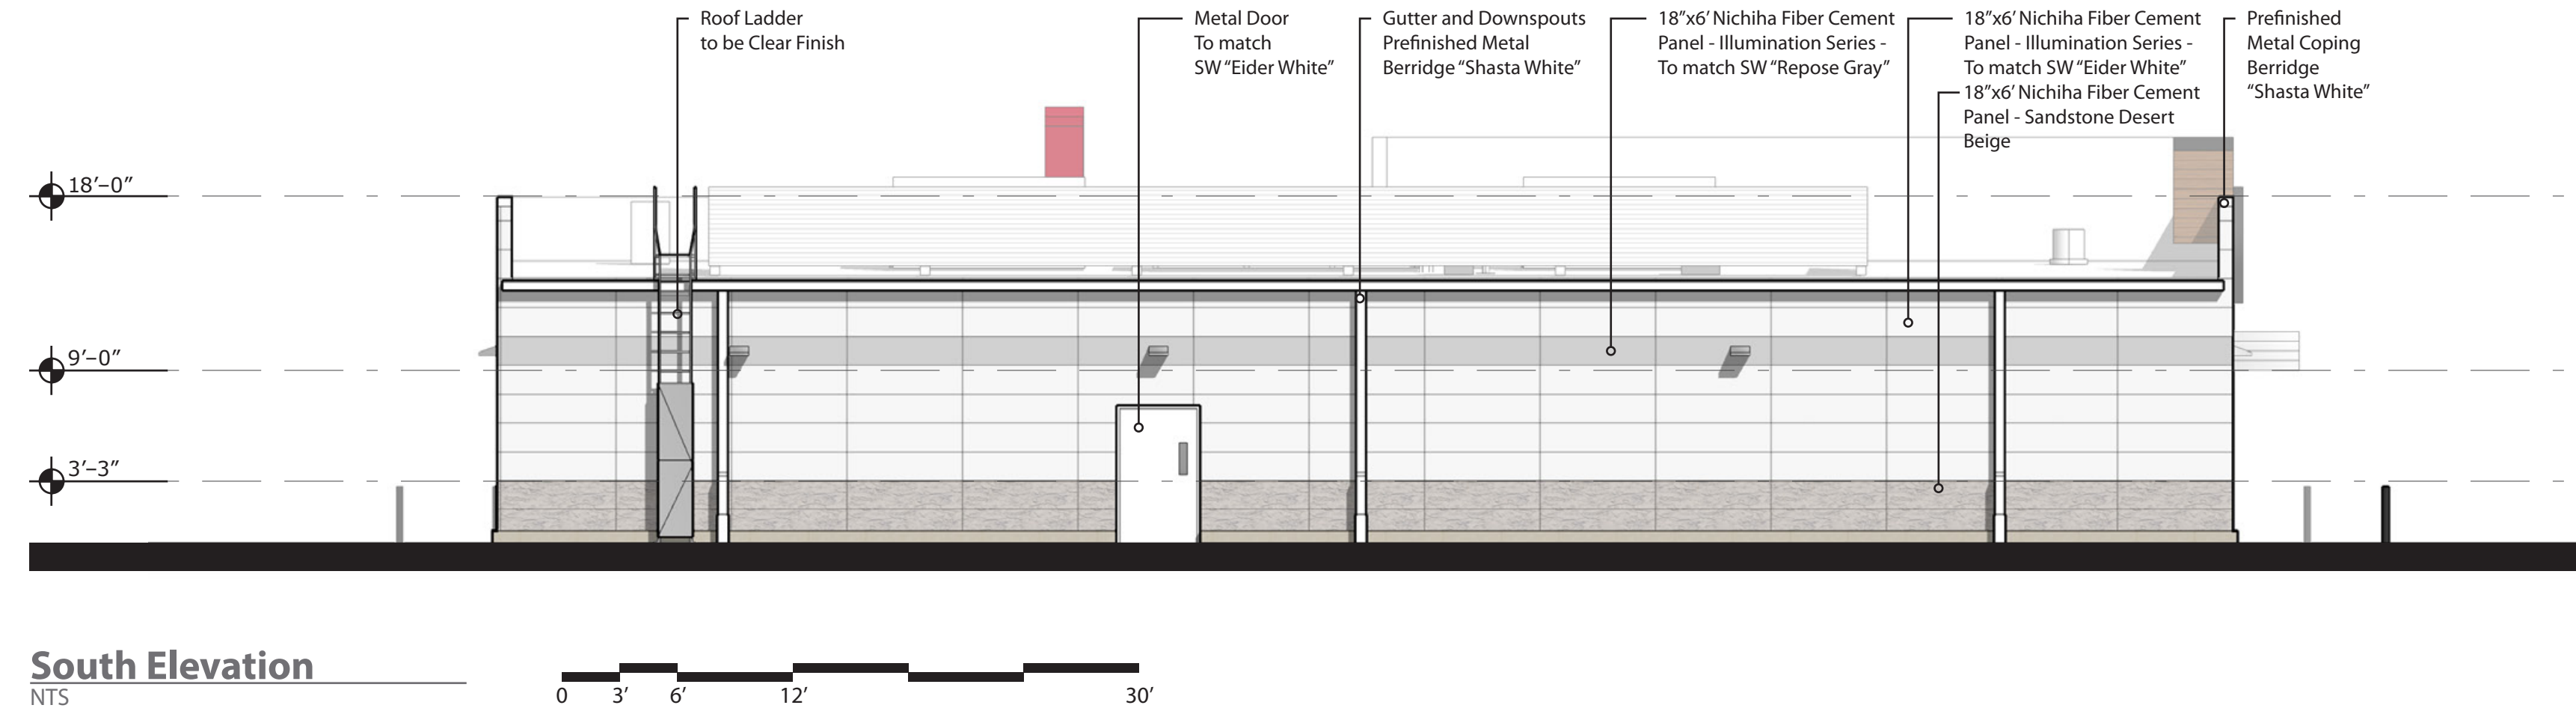 Roof Ladder
to be Clear Finish
Metal Door
To match
SW “Eider White”
Gutter and Downspouts
Prefinished Metal
Berridge “Shasta White”
18”x6’ Nichiha Fiber Cement
Panel - Illumination Series -
To match SW “Repose Gray”
18”x6’ Nichiha Fiber Cement
Panel - Illumination Series -
To match SW “Eider White”
18”x6’ Nichiha Fiber Cement
Panel - Sandstone Desert
Beige
Prefinished
Metal Coping
Berridge
“Shasta White”
18’–0”
9’–0”
3’–3”
South Elevation
NTS
0 3’ 6’ 12’ 30’